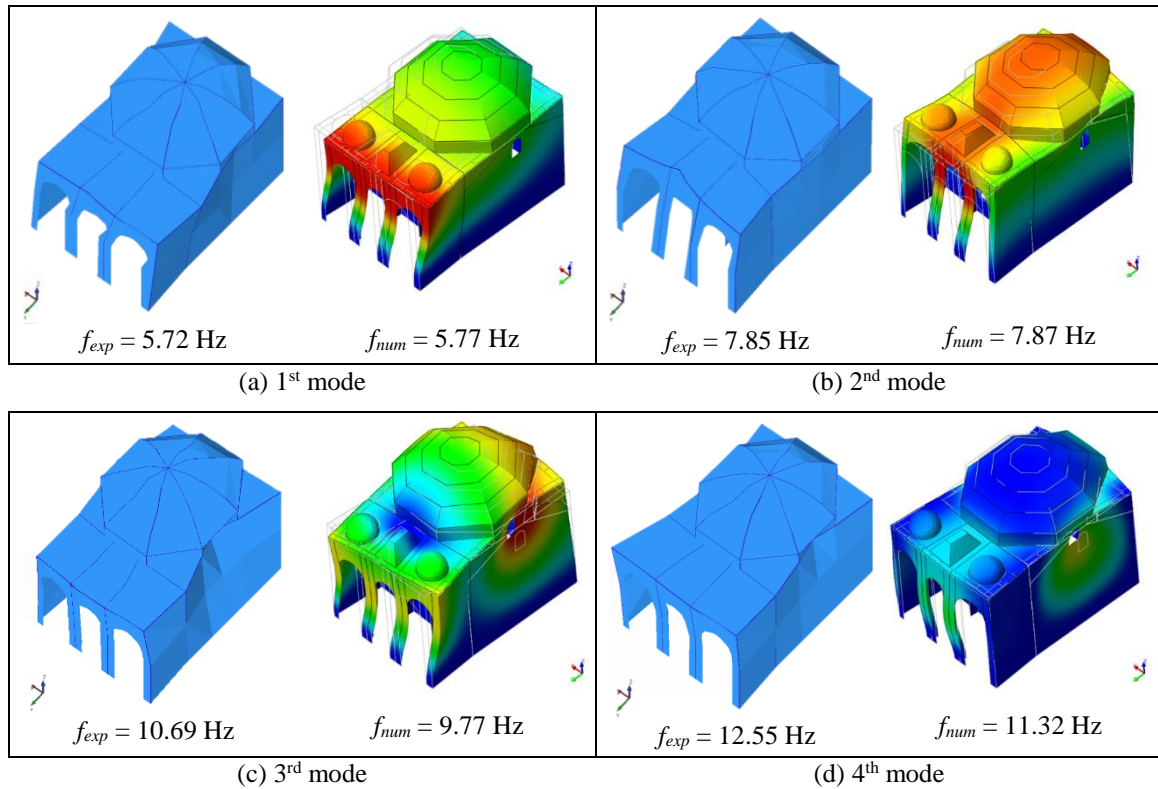 f_exp = 5.72 Hz
f_num = 5.77 Hz
(a) 1st mode
f_exp = 7.85 Hz
f_num = 7.87 Hz
(b) 2nd mode
f_exp = 10.69 Hz
f_num = 9.77 Hz
(c) 3rd mode
f_exp = 12.55 Hz
f_num = 11.32 Hz
(d) 4th mode